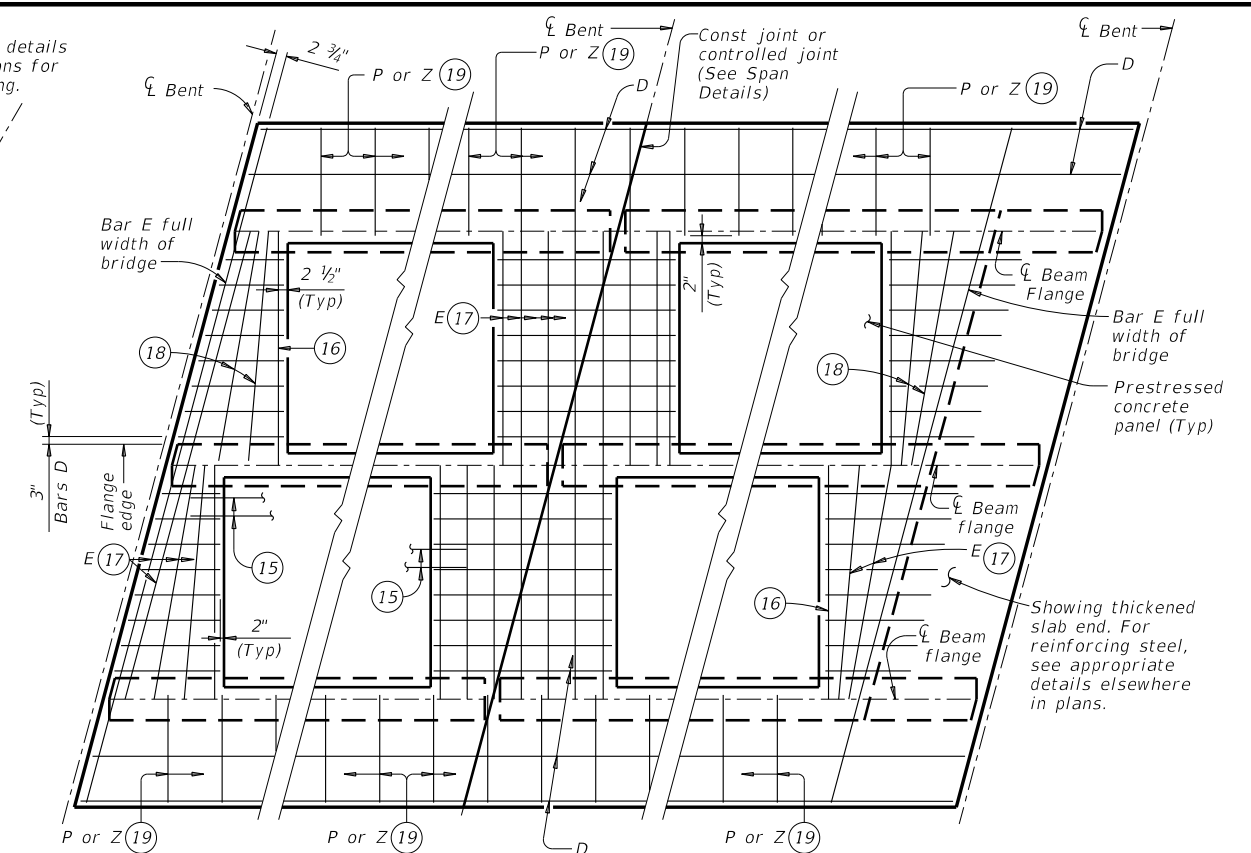 details
ns for
ng.
2 ¾"
℄ Bent
P or Z 19
℄ Bent
P or Z 19
D
Const joint or
controlled joint
(See Span
Details)
℄ Bent
D
P or Z 19
Bar E full
width of
bridge
2 ½"
(Typ)
2"
(Typ)
E 17
16
18
18
℄ Beam
Flange
Bar E full
width of
bridge
Prestressed
concrete
panel (Typ)
(Typ)
3"
Bars D
Flange
edge
℄ Beam
flange
E 17
15
15
E 17
16
2"
(Typ)
℄ Beam
flange
Showing thickened
slab end. For
reinforcing steel,
see appropriate
details elsewhere
in plans.
P or Z 19
P or Z 19
D
P or Z 19